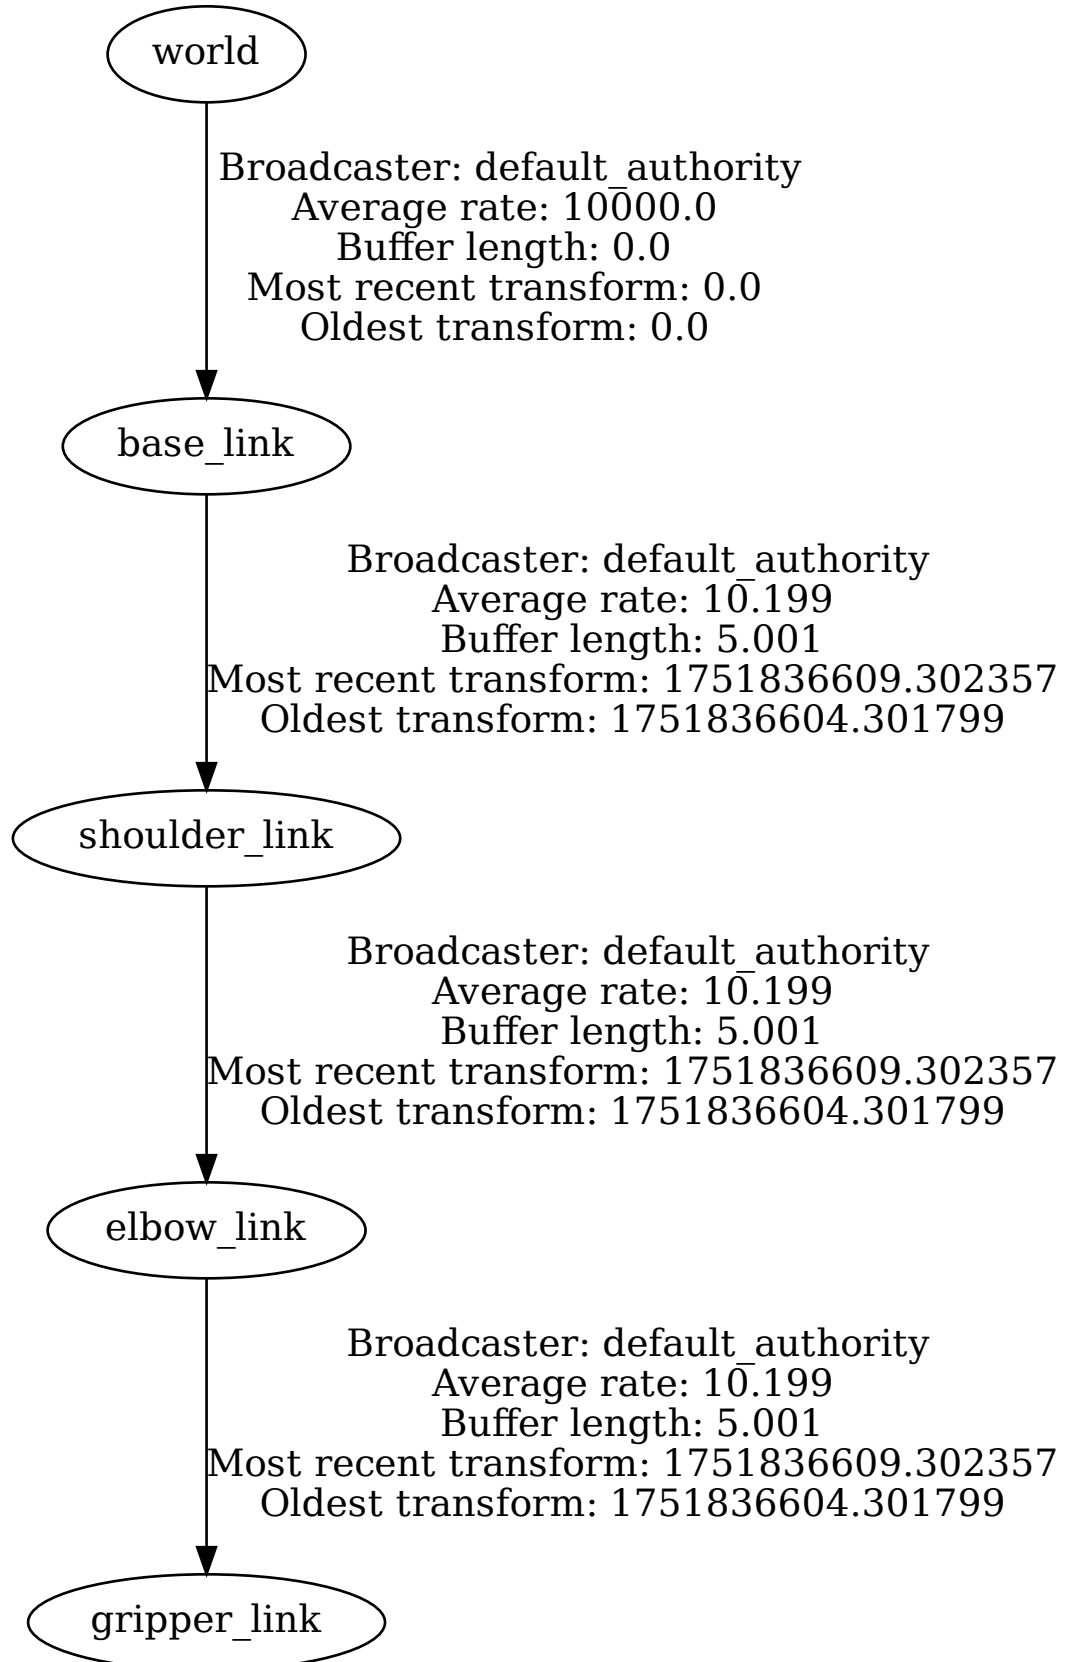 world
Broadcaster: default_authority
Average rate: 10000.0
Buffer length: 0.0
Most recent transform: 0.0
Oldest transform: 0.0
base_link
Broadcaster: default_authority
Average rate: 10.199
Buffer length: 5.001
Most recent transform: 1751836609.302357
Oldest transform: 1751836604.301799
shoulder_link
Broadcaster: default_authority
Average rate: 10.199
Buffer length: 5.001
Most recent transform: 1751836609.302357
Oldest transform: 1751836604.301799
elbow_link
Broadcaster: default_authority
Average rate: 10.199
Buffer length: 5.001
Most recent transform: 1751836609.302357
Oldest transform: 1751836604.301799
gripper_link